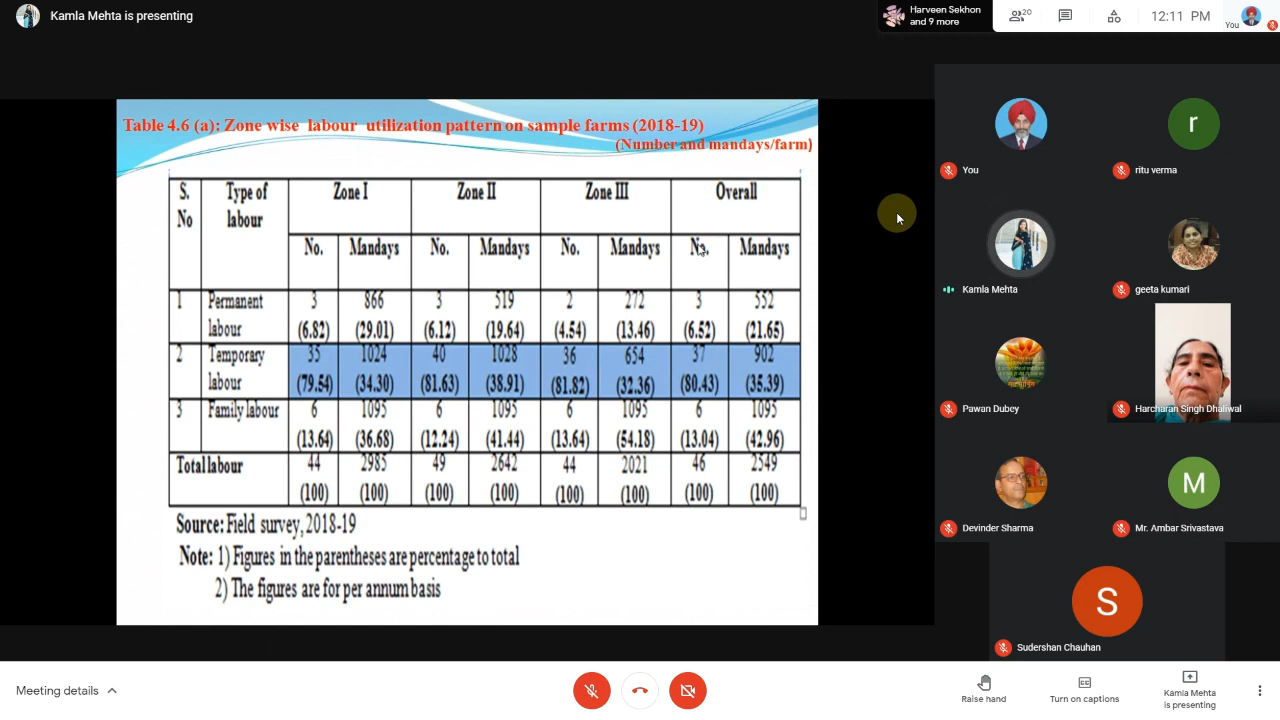 Kamla Mehta is presenting
Harveen Sekhon
and 9 more
20
12:11 PM
You
Table 4.6 (a): Zone wise labour utilization pattern on sample farms (2018-19)
(Number and mandays/farm)
S. No Type of labour Zone I Zone II Zone III Overall
No. Mandays No. Mandays No. Mandays No. Mandays
1 Permanent 3 866 3 519 2 272 3 552
labour (6.82) (29.01) (6.12) (19.64) (4.54) (13.46) (6.52) (21.65)
2 Temporary 35 1024 40 1028 36 654 37 902
labour (79.54) (34.30) (81.63) (38.91) (81.82) (32.36) (80.43) (35.39)
3 Family labour 6 1095 6 1095 6 1095 6 1095
(13.64) (36.68) (12.24) (41.44) (13.64) (54.18) (13.04) (42.96)
Total labour 44 2985 49 2642 44 2021 46 2549
(100) (100) (100) (100) (100) (100) (100) (100)
Source: Field survey, 2018-19
Note: 1) Figures in the parentheses are percentage to total
2) The figures are for per annum basis
You
r
ritu verma
Kamla Mehta
geeta kumari
Pawan Dubey
Harcharan Singh Dhaliwal
Devinder Sharma
M
Mr. Ambar Srivastava
S
Sudershan Chauhan
Meeting details
Raise hand
Turn on captions
Kamla Mehta
is presenting